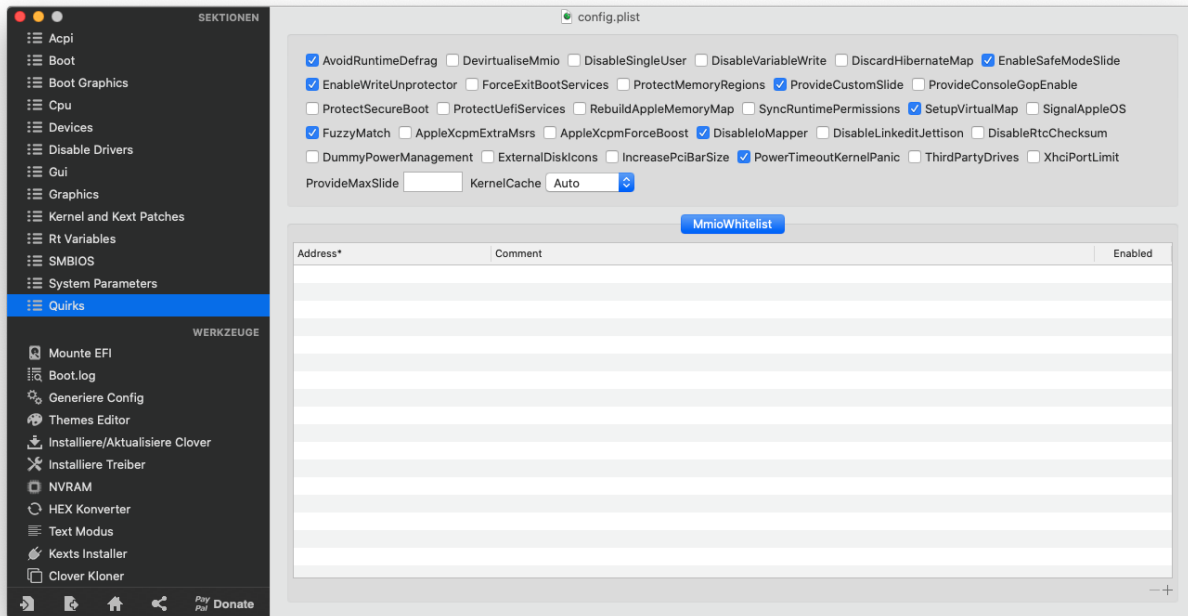 SEKTIONEN
config.plist
Acpi
Boot
Boot Graphics
Cpu
Devices
Disable Drivers
Gui
Graphics
Kernel and Kext Patches
Rt Variables
SMBIOS
System Parameters
Quirks
WERKZEUGE
Mounte EFI
Boot.log
Generiere Config
Themes Editor
Installiere/Aktualisiere Clover
Installiere Treiber
NVRAM
HEX Konverter
Text Modus
Kexts Installer
Clover Kloner
Pay Pal Donate
AvoidRuntimeDefrag DevirtualiseMmio DisableSingleUser DisableVariableWrite DiscardHibernateMap EnableSafeModeSlide
EnableWriteUnprotector ForceExitBootServices ProtectMemoryRegions ProvideCustomSlide ProvideConsoleGopEnable
ProtectSecureBoot ProtectUefiServices RebuildAppleMemoryMap SyncRuntimePermissions SetupVirtualMap SignalAppleOS
FuzzyMatch AppleXcpmExtraMsrs AppleXcpmForceBoost DisableIoMapper DisableLinkeditJettison DisableRtcChecksum
DummyPowerManagement ExternalDiskIcons IncreasePciBarSize PowerTimeoutKernelPanic ThirdPartyDrives XhciPortLimit
ProvideMaxSlide KernelCache Auto
MmioWhitelist
Address* Comment Enabled